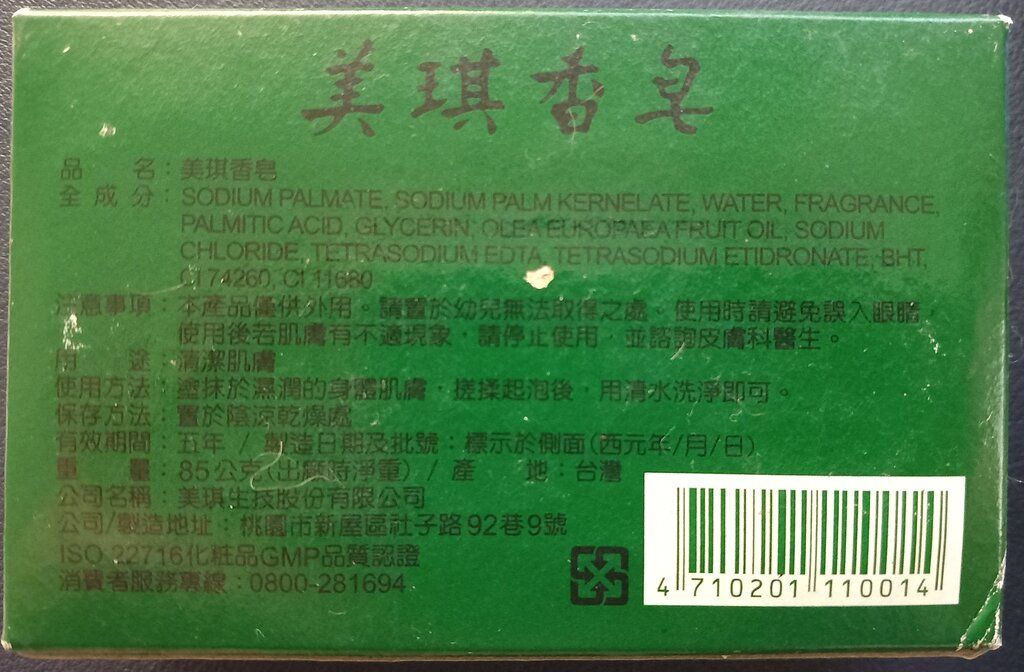 美琪香皂
品　　名：美琪香皂
全 成 分：SODIUM PALMATE, SODIUM PALM KERNELATE, WATER, FRAGRANCE,
PALMITIC ACID, GLYCERIN, OLEA EUROPAEA FRUIT OIL, SODIUM
CHLORIDE, TETRASODIUM EDTA, TETRASODIUM ETIDRONATE, BHT,
CI 74260, CI 11680
注意事項：本產品僅供外用。請置於幼兒無法取得之處。使用時請避免誤入眼睛，
使用後若肌膚有不適現象，請停止使用，並諮詢皮膚科醫生。
用　　途：清潔肌膚
使用方法：塗抹於濕潤的身體肌膚，搓揉起泡後，用清水洗淨即可。
保存方法：置於陰涼乾燥處
有效期間：五年 / 製造日期及批號：標示於側面(西元年/月/日)
重　　量：85公克(出廠時淨重) / 產　　地：台灣
公司名稱：美琪生技股份有限公司
公司/製造地址：桃園市新屋區社子路92巷9號
ISO 22716化粧品GMP品質認證
消費者服務專線：0800-281694
4 710201 110014